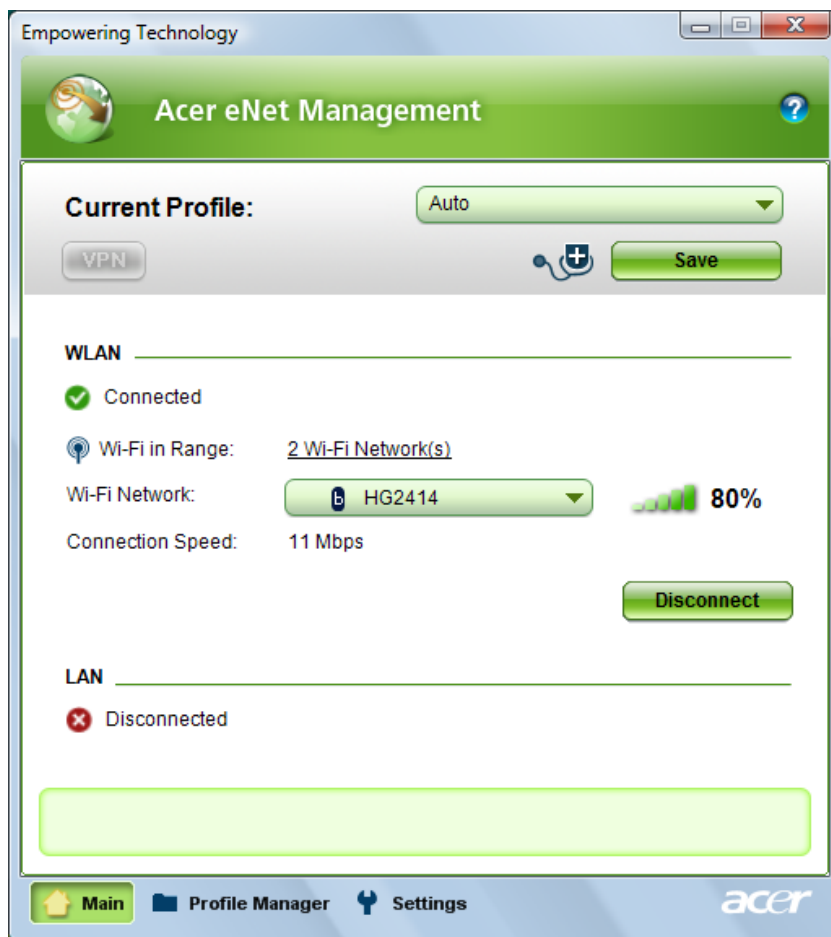 Empowering Technology
Acer eNet Management
?
Current Profile:
Auto
VPN
Save
WLAN
Connected
Wi-Fi in Range:
2 Wi-Fi Network(s)
Wi-Fi Network:
b HG2414
80%
Connection Speed:
11 Mbps
Disconnect
LAN
Disconnected
Main
Profile Manager
Settings
acer